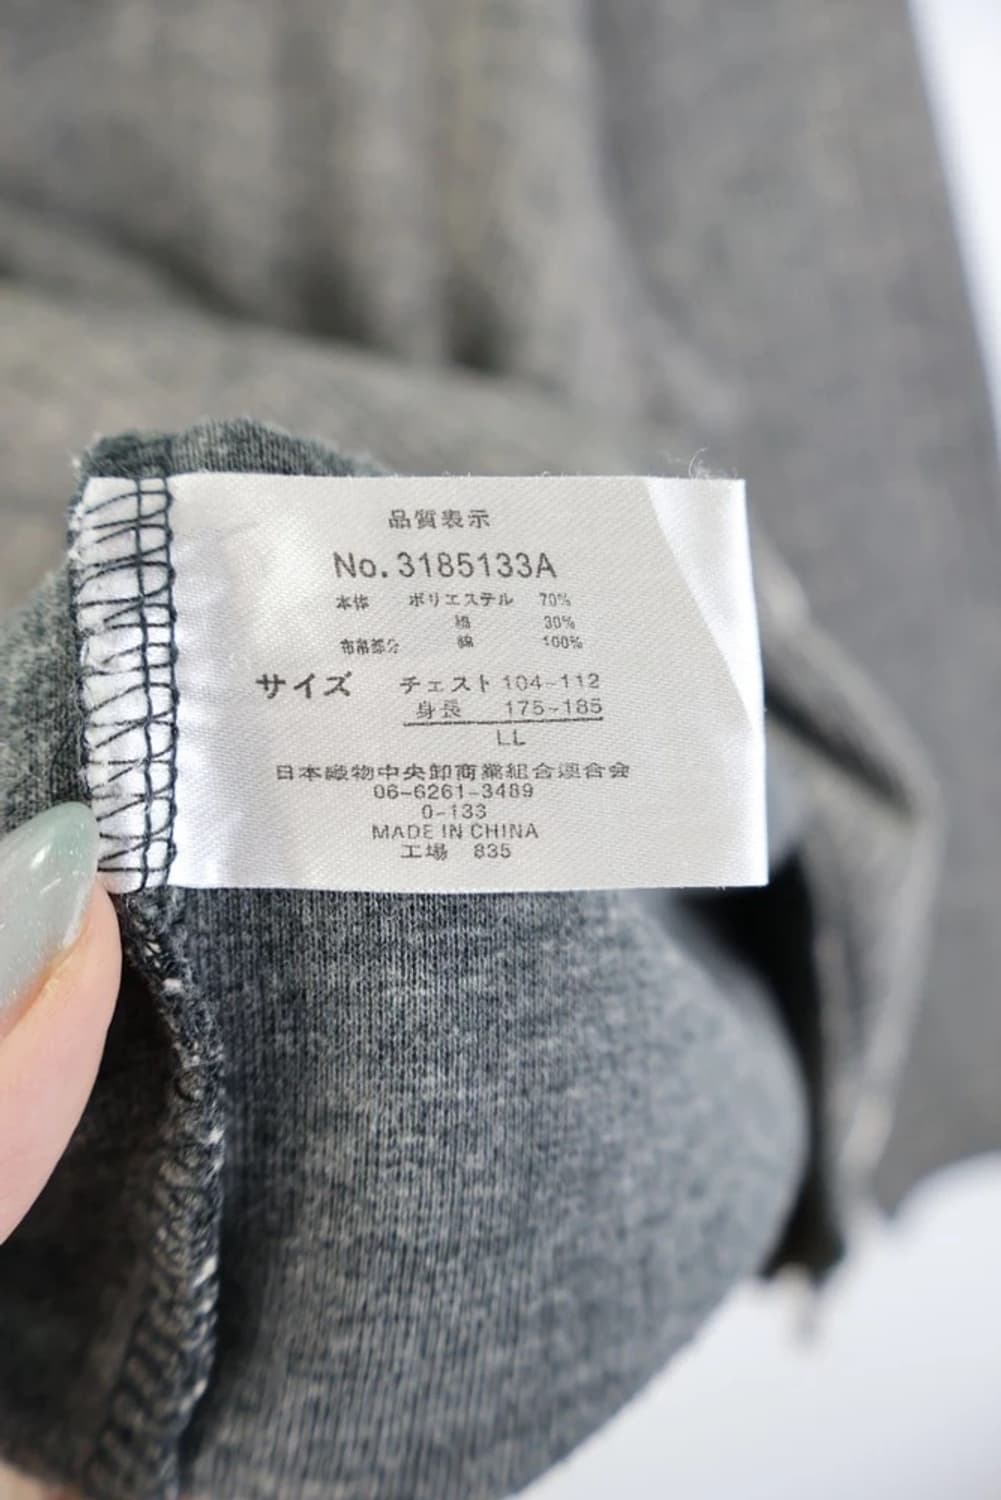 品質表示
No. 3185133A
本体 ポリエステル 70%
綿 30%
布帛部分 綿 100%
サイズ チェスト 104~112
身長 175~185
LL
日本織物中央卸商業組合連合会
06-6261-3489
0-133
MADE IN CHINA
工場 835